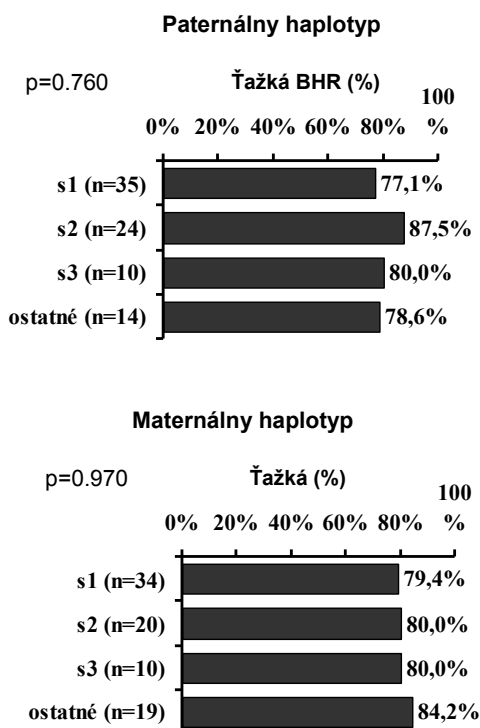 Paternálny haplotyp
p=0.760
Ťažká BHR (%)
0% 20% 40% 60% 80% 100 %
s1 (n=35) 77,1%
s2 (n=24) 87,5%
s3 (n=10) 80,0%
ostatné (n=14) 78,6%
Maternálny haplotyp
p=0.970
Ťažká (%)
0% 20% 40% 60% 80% 100 %
s1 (n=34) 79,4%
s2 (n=20) 80,0%
s3 (n=10) 80,0%
ostatné (n=19) 84,2%